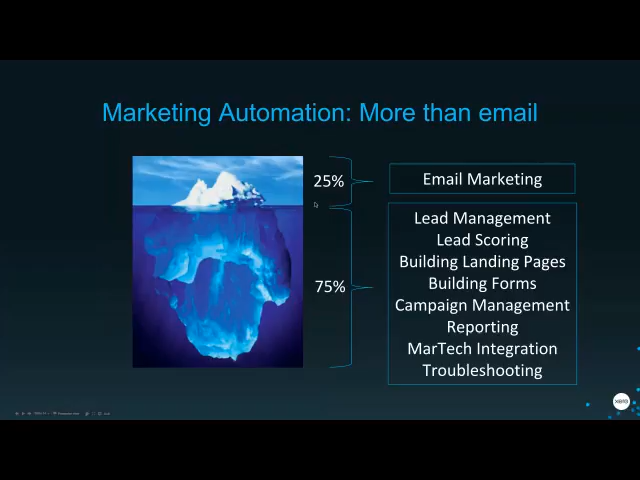 Marketing Automation: More than email
25%
Email Marketing
75%
Lead Management
Lead Scoring
Building Landing Pages
Building Forms
Campaign Management
Reporting
MarTech Integration
Troubleshooting